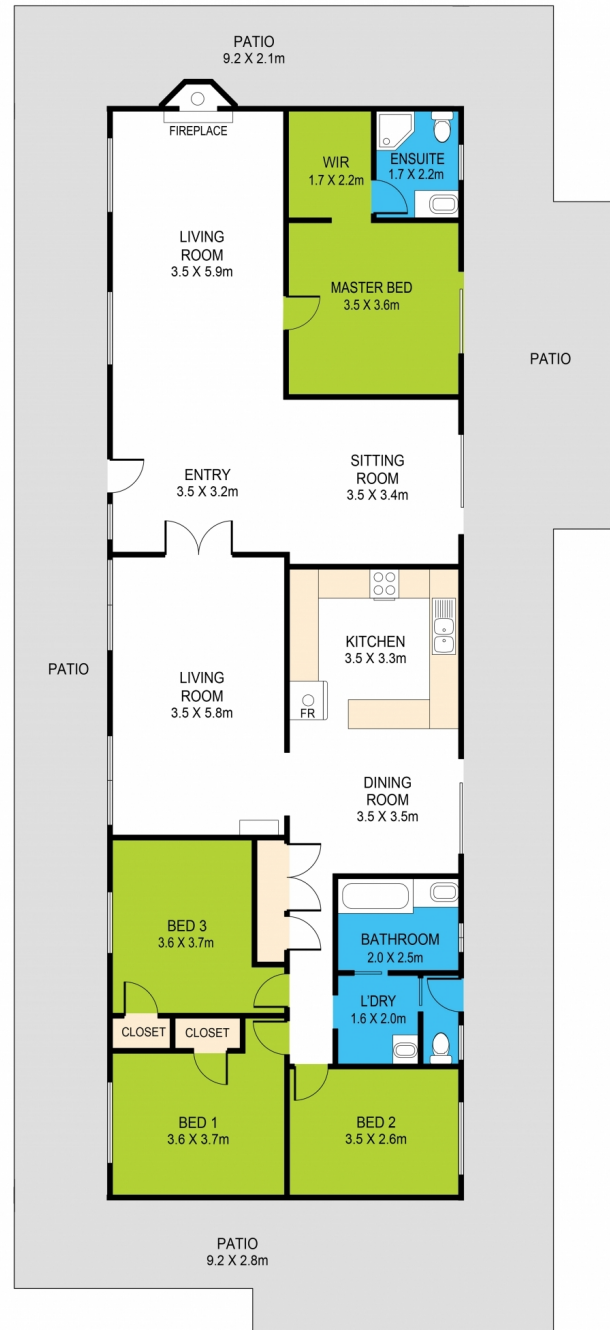 PATIO
9.2 X 2.1m
FIREPLACE
WIR
1.7 X 2.2m
ENSUITE
1.7 X 2.2m
LIVING
ROOM
3.5 X 5.9m
MASTER BED
3.5 X 3.6m
PATIO
ENTRY
3.5 X 3.2m
SITTING
ROOM
3.5 X 3.4m
KITCHEN
3.5 X 3.3m
PATIO
LIVING
ROOM
3.5 X 5.8m
FR
DINING
ROOM
3.5 X 3.5m
BED 3
3.6 X 3.7m
BATHROOM
2.0 X 2.5m
L'DRY
1.6 X 2.0m
CLOSET
CLOSET
BED 1
3.6 X 3.7m
BED 2
3.5 X 2.6m
PATIO
9.2 X 2.8m